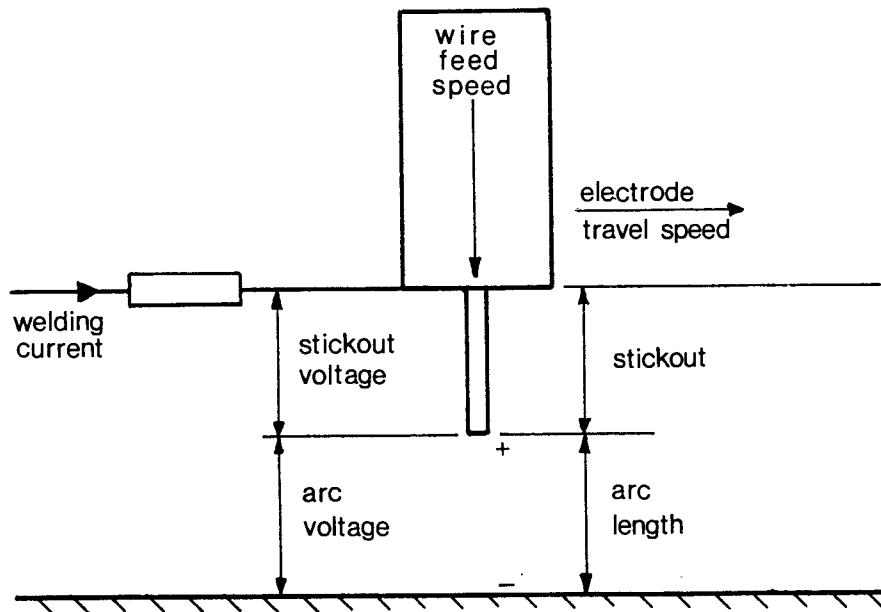 wire
feed
speed
electrode
travel speed
welding
current
stickout
voltage
stickout
+
arc
voltage
arc
length
−